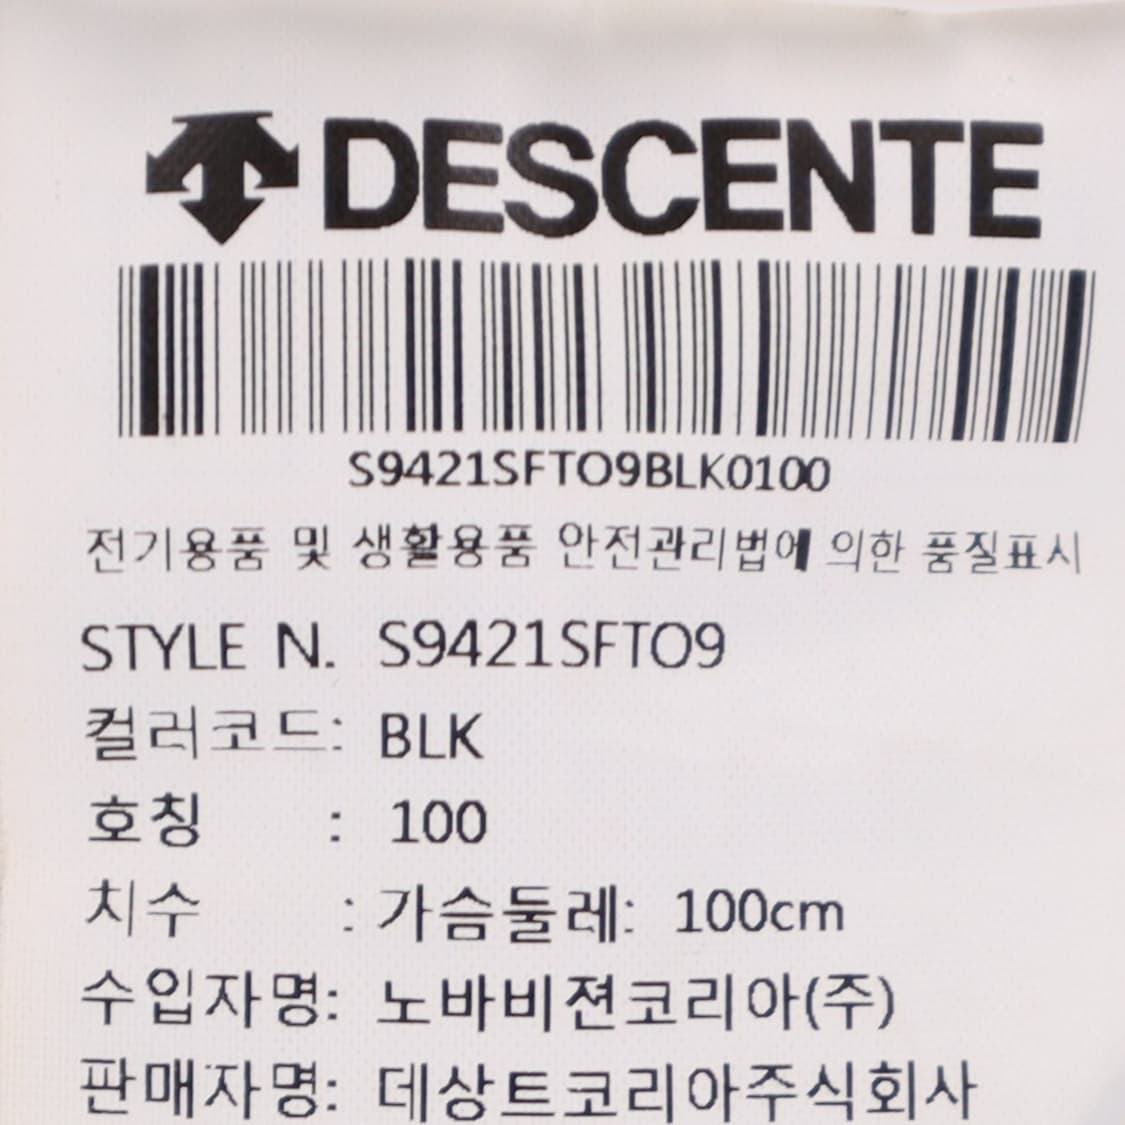 DESCENTE
S9421SFTO9BLK0100
전기용품 및 생활용품 안전관리법에 의한 품질표시
STYLE N. S9421SFTO9
컬러코드: BLK
호칭 : 100
치수 : 가슴둘레: 100cm
수입자명: 노바비젼코리아(주)
판매자명: 데상트코리아주식회사